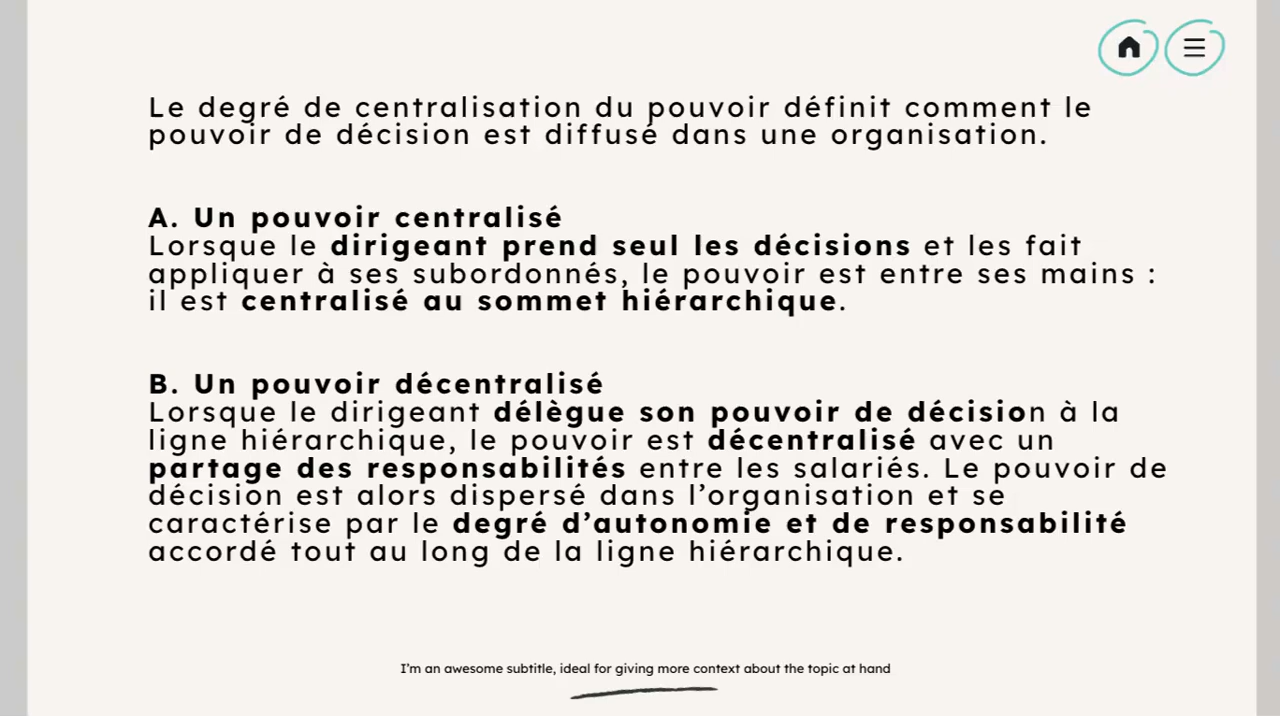 Le degré de centralisation du pouvoir définit comment le
pouvoir de décision est diffusé dans une organisation.
A. Un pouvoir centralisé
Lorsque le dirigeant prend seul les décisions et les fait
appliquer à ses subordonnés, le pouvoir est entre ses mains :
il est centralisé au sommet hiérarchique.
B. Un pouvoir décentralisé
Lorsque le dirigeant délègue son pouvoir de décision à la
ligne hiérarchique, le pouvoir est décentralisé avec un
partage des responsabilités entre les salariés. Le pouvoir de
décision est alors dispersé dans l’organisation et se
caractérise par le degré d’autonomie et de responsabilité
accordé tout au long de la ligne hiérarchique.
I’m an awesome subtitle, ideal for giving more context about the topic at hand